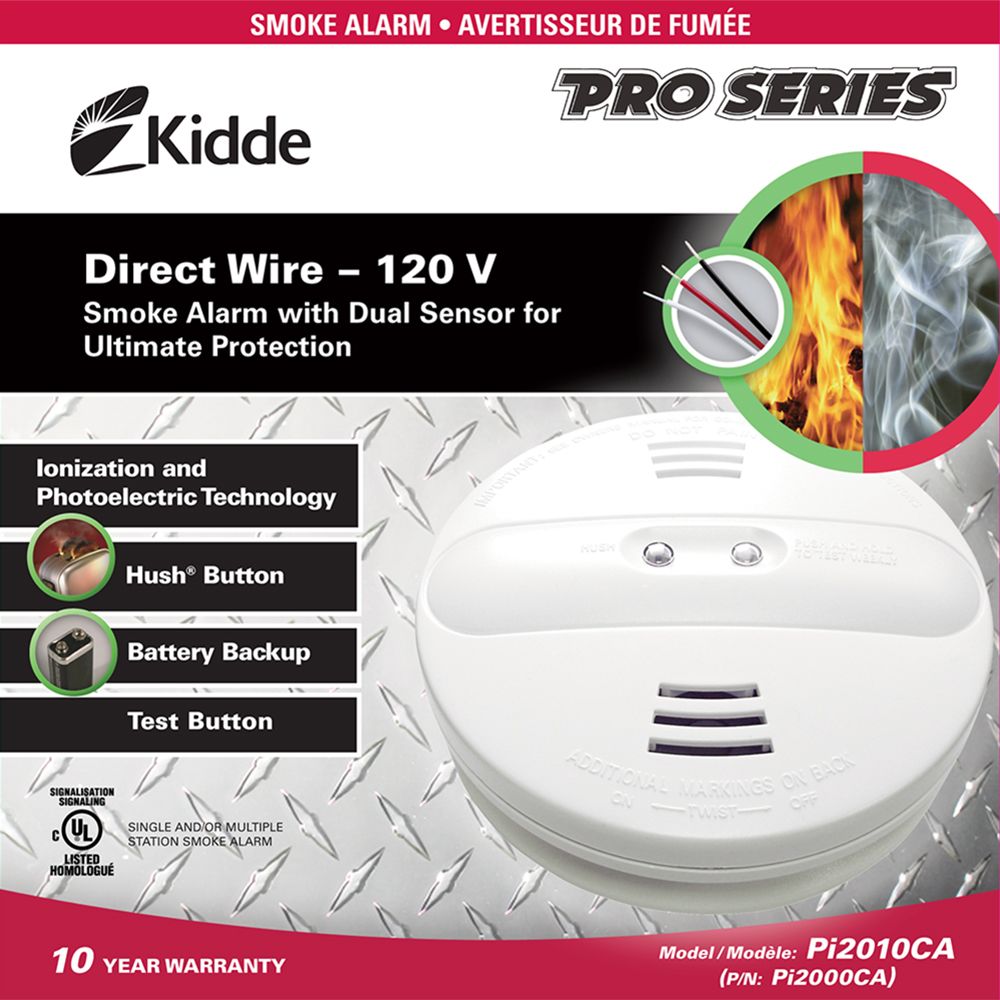 SMOKE ALARM • AVERTISSEUR DE FUMÉE
Kidde
PRO SERIES
Direct Wire – 120 V
Smoke Alarm with Dual Sensor for
Ultimate Protection
Ionization and
Photoelectric Technology
Hush® Button
Battery Backup
Test Button
DO NOT PAINT
HUSH
PUSH AND HOLD
TO TEST WEEKLY
ADDITIONAL MARKINGS ON BACK
ON TWIST OFF
SIGNALISATION
SIGNALING
C UL
LISTED
HOMOLOGUÉ
SINGLE AND/OR MULTIPLE
STATION SMOKE ALARM
10 YEAR WARRANTY
Model / Modèle: Pi2010CA
(P/N: Pi2000CA)